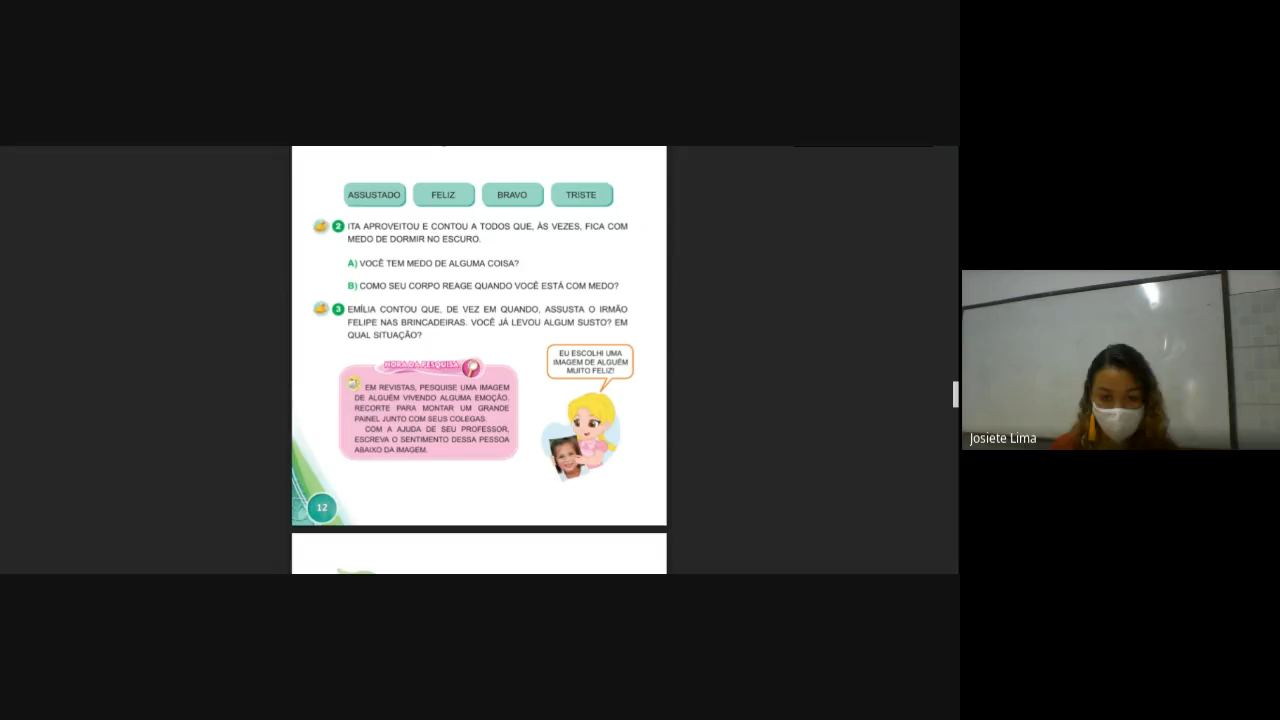 ASSUSTADO FELIZ BRAVO TRISTE
2 ITA APROVEITOU E CONTOU A TODOS QUE, ÀS VEZES, FICA COM
MEDO DE DORMIR NO ESCURO.
A) VOCÊ TEM MEDO DE ALGUMA COISA?
B) COMO SEU CORPO REAGE QUANDO VOCÊ ESTÁ COM MEDO?
3 EMÍLIA CONTOU QUE, DE VEZ EM QUANDO, ASSUSTA O IRMÃO
FELIPE NAS BRINCADEIRAS. VOCÊ JÁ LEVOU ALGUM SUSTO? EM
QUAL SITUAÇÃO?
HORA DA PESQUISA
EM REVISTAS, PESQUISE UMA IMAGEM
DE ALGUÉM VIVENDO ALGUMA EMOÇÃO.
RECORTE PARA MONTAR UM GRANDE
PAINEL JUNTO COM SEUS COLEGAS.
COM A AJUDA DE SEU PROFESSOR,
ESCREVA O SENTIMENTO DESSA PESSOA
ABAIXO DA IMAGEM.
EU ESCOLHI UMA
IMAGEM DE ALGUÉM
MUITO FELIZ!
12
Josiete Lima